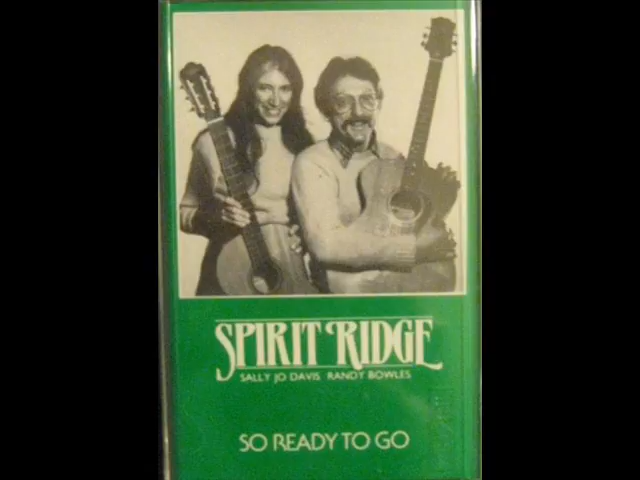 SPIRIT RIDGE
SALLY JO DAVIS RANDY BOWLES
SO READY TO GO